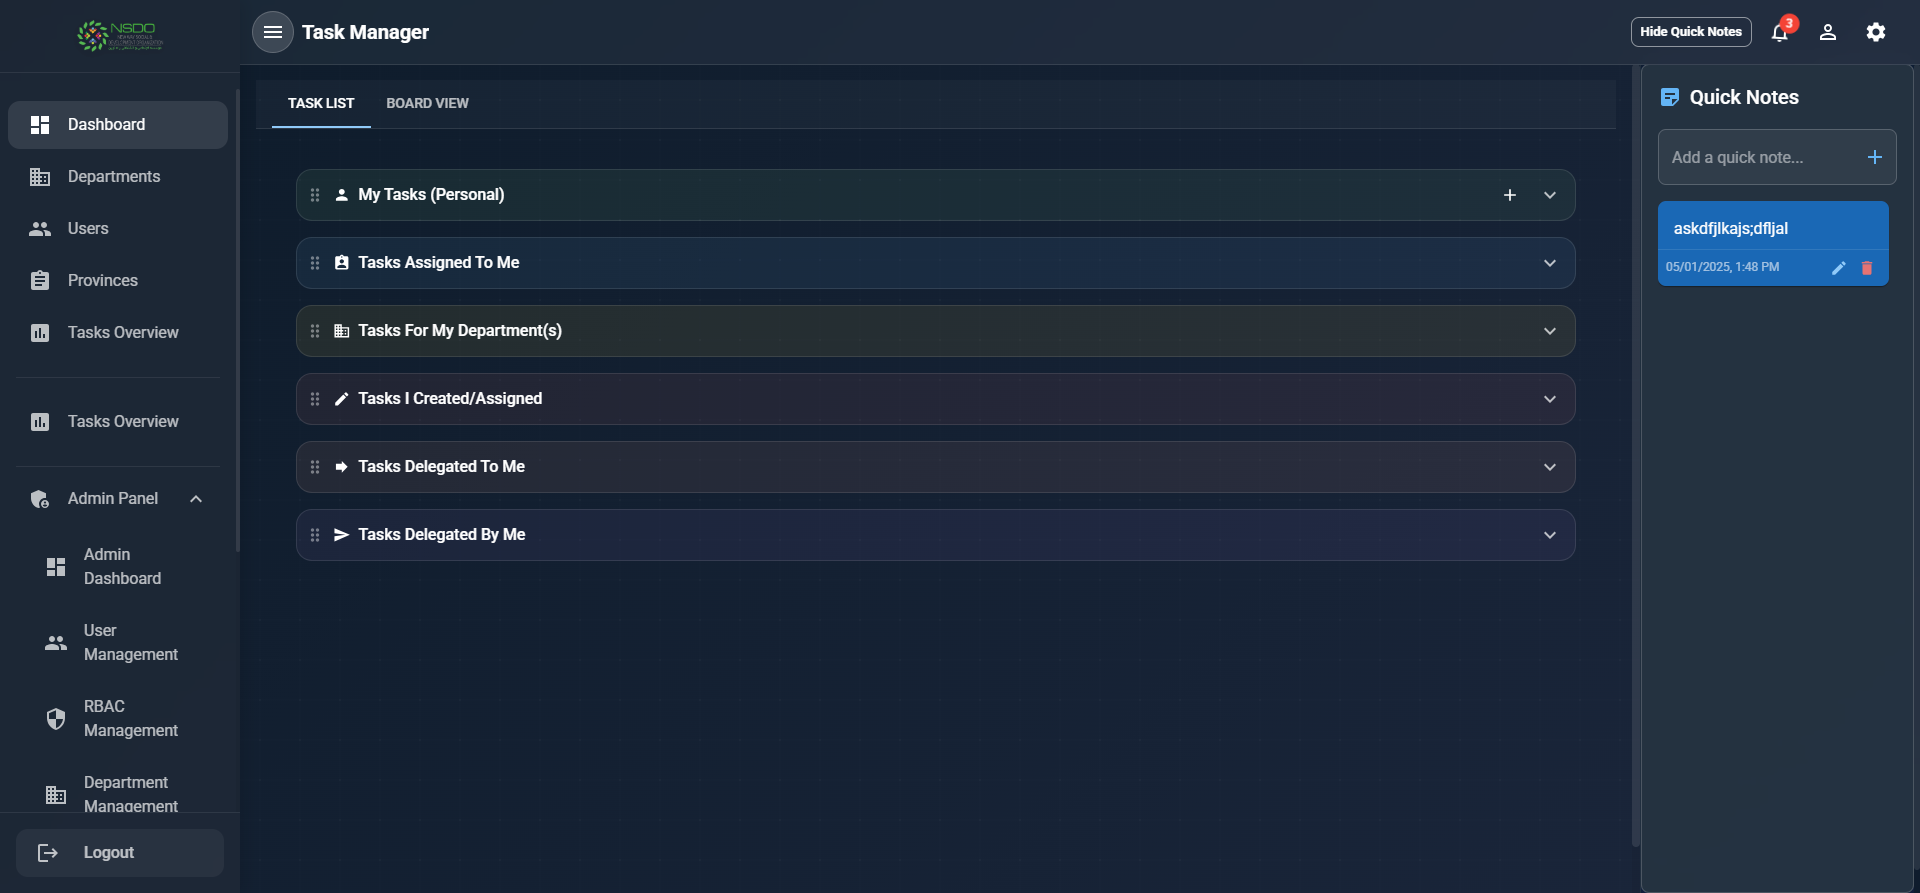 NSDO
Task Manager
Hide Quick Notes
3
Dashboard
Departments
Users
Provinces
Tasks Overview
Tasks Overview
Admin Panel
Admin
Dashboard
User
Management
RBAC
Management
Department
Management
Logout
TASK LIST
BOARD VIEW
My Tasks (Personal)
Tasks Assigned To Me
Tasks For My Department(s)
Tasks I Created/Assigned
Tasks Delegated To Me
Tasks Delegated By Me
Quick Notes
Add a quick note...
askdfjlkajs;dfljal
05/01/2025, 1:48 PM